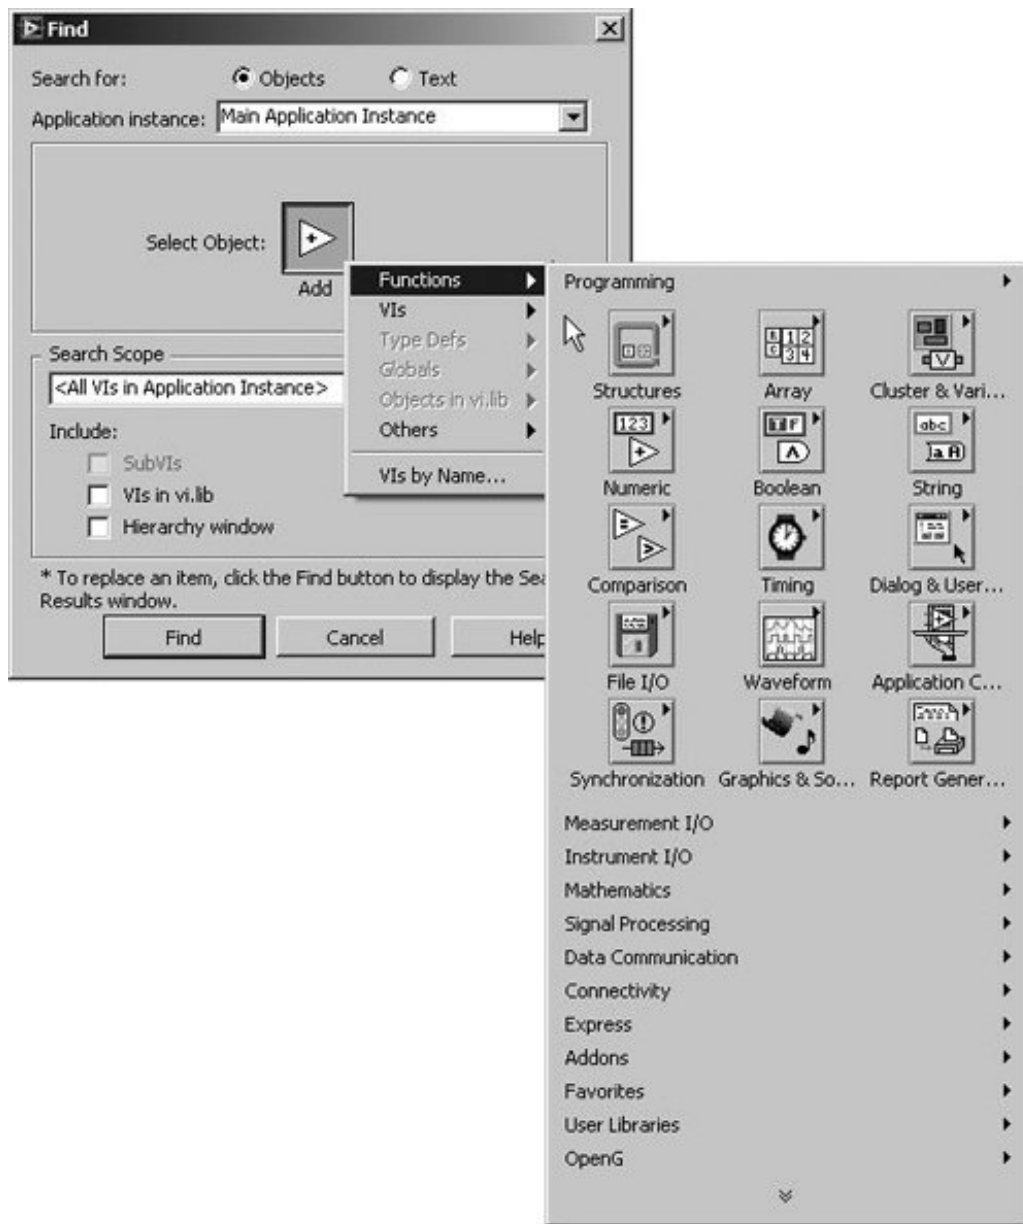 Find
Search for: Objects Text
Application instance: Main Application Instance
Select Object:
Add
Functions
VIs
Type Defs
Globals
Objects in vi.lib
Others
VIs by Name...
Search Scope
<All VIs in Application Instance>
Include:
SubVIs
VIs in vi.lib
Hierarchy window
* To replace an item, click the Find button to display the Sea
Results window.
Find Cancel Help
Programming
Structures Array Cluster & Vari...
Numeric Boolean String
Comparison Timing Dialog & User...
File I/O Waveform Application C...
Synchronization Graphics & So... Report Gener...
Measurement I/O
Instrument I/O
Mathematics
Signal Processing
Data Communication
Connectivity
Express
Addons
Favorites
User Libraries
OpenG